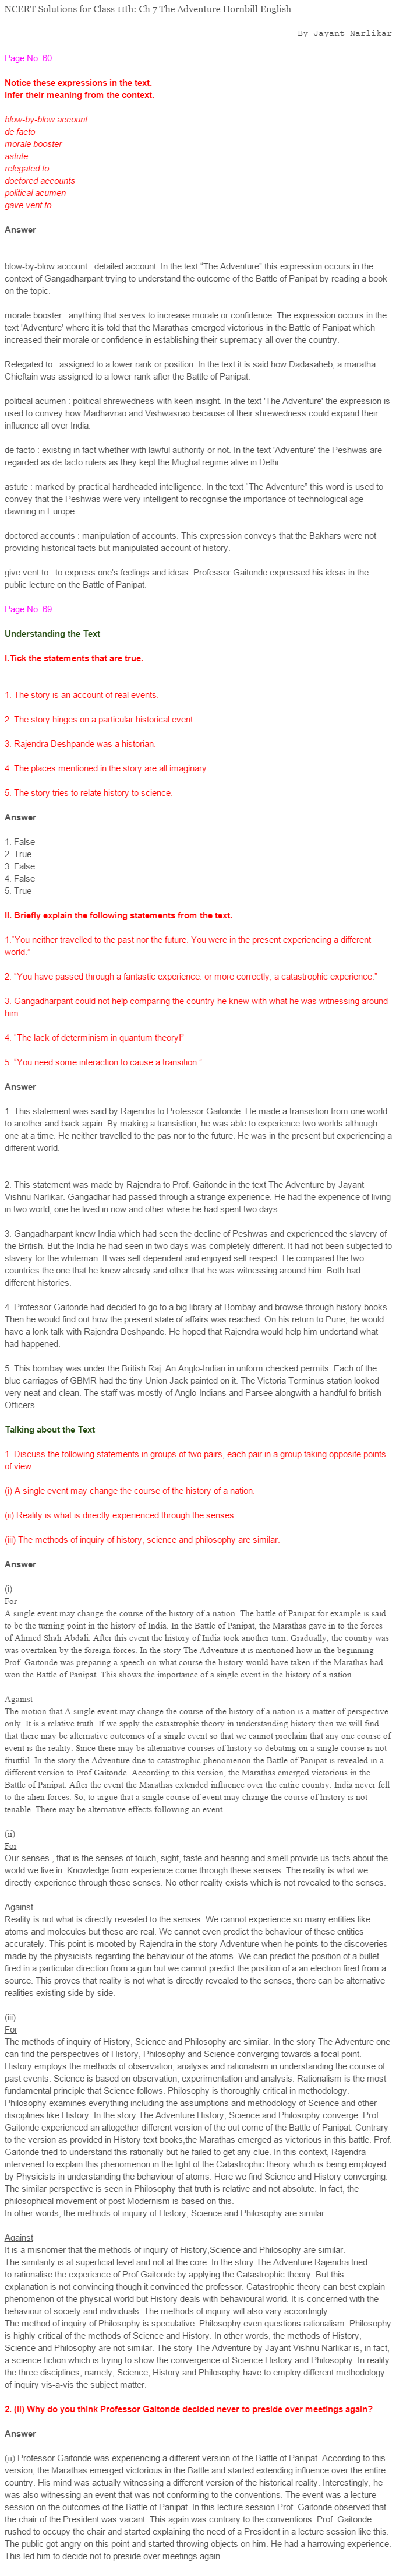 NCERT Solutions for Class 11th: Ch 7 The Adventure Hornbill English
By Jayant Narlikar
Page No: 60
Notice these expressions in the text.
Infer their meaning from the context.
blow-by-blow account
de facto
morale booster
astute
relegated to
doctored accounts
political acumen
gave vent to
Answer
blow-by-blow account : detailed account. In the text “The Adventure” this expression occurs in the
context of Gangadharpant trying to understand the outcome of the Battle of Panipat by reading a book
on the topic.
morale booster : anything that serves to increase morale or confidence. The expression occurs in the
text 'Adventure' where it is told that the Marathas emerged victorious in the Battle of Panipat which
increased their morale or confidence in establishing their supremacy all over the country.
Relegated to : assigned to a lower rank or position. In the text it is said how Dadasaheb, a maratha
Chieftain was assigned to a lower rank after the Battle of Panipat.
political acumen : political shrewedness with keen insight. In the text 'The Adventure' the expression is
used to convey how Madhavrao and Vishwasrao because of their shrewedness could expand their
influence all over India.
de facto : existing in fact whether with lawful authority or not. In the text 'Adventure' the Peshwas are
regarded as de facto rulers as they kept the Mughal regime alive in Delhi.
astute : marked by practical hardheaded intelligence. In the text “The Adventure” this word is used to
convey that the Peshwas were very intelligent to recognise the importance of technological age
dawning in Europe.
doctored accounts : manipulation of accounts. This expression conveys that the Bakhars were not
providing historical facts but manipulated account of history.
give vent to : to express one's feelings and ideas. Professor Gaitonde expressed his ideas in the
public lecture on the Battle of Panipat.
Page No: 69
Understanding the Text
I.Tick the statements that are true.
1. The story is an account of real events.
2. The story hinges on a particular historical event.
3. Rajendra Deshpande was a historian.
4. The places mentioned in the story are all imaginary.
5. The story tries to relate history to science.
Answer
1. False
2. True
3. False
4. False
5. True
II. Briefly explain the following statements from the text.
1.“You neither travelled to the past nor the future. You were in the present experiencing a different
world.”
2. “You have passed through a fantastic experience: or more correctly, a catastrophic experience.”
3. Gangadharpant could not help comparing the country he knew with what he was witnessing around
him.
4. “The lack of determinism in quantum theory!”
5. “You need some interaction to cause a transition.”
Answer
1. This statement was said by Rajendra to Professor Gaitonde. He made a transistion from one world
to another and back again. By making a transistion, he was able to experience two worlds although
one at a time. He neither travelled to the pas nor to the future. He was in the present but experiencing a
different world.
2. This statement was made by Rajendra to Prof. Gaitonde in the text The Adventure by Jayant
Vishnu Narlikar. Gangadhar had passed through a strange experience. He had the experience of living
in two world, one he lived in now and other where he had spent two days.
3. Gangadharpant knew India which had seen the decline of Peshwas and experienced the slavery of
the British. But the India he had seen in two days was completely different. It had not been subjected to
slavery for the whiteman. It was self dependent and enjoyed self respect. He compared the two
countries the one that he knew already and other that he was witnessing around him. Both had
different histories.
4. Professor Gaitonde had decided to go to a big library at Bombay and browse through history books.
Then he would find out how the present state of affairs was reached. On his return to Pune, he would
have a lonk talk with Rajendra Deshpande. He hoped that Rajendra would help him undertand what
had happened.
5. This bombay was under the British Raj. An Anglo-Indian in unform checked permits. Each of the
blue carriages of GBMR had the tiny Union Jack painted on it. The Victoria Terminus station looked
very neat and clean. The staff was mostly of Anglo-Indians and Parsee alongwith a handful fo british
Officers.
Talking about the Text
1. Discuss the following statements in groups of two pairs, each pair in a group taking opposite points
of view.
(i) A single event may change the course of the history of a nation.
(ii) Reality is what is directly experienced through the senses.
(iii) The methods of inquiry of history, science and philosophy are similar.
Answer
(i)
For
A single event may change the course of the history of a nation. The battle of Panipat for example is said
to be the turning point in the history of India. In the Battle of Panipat, the Marathas gave in to the forces
of Ahmed Shah Abdali. After this event the history of India took another turn. Gradually, the country was
was overtaken by the foreign forces. In the story The Adventure it is mentioned how in the beginning
Prof. Gaitonde was preparing a speech on what course the history would have taken if the Marathas had
won the Battle of Panipat. This shows the importance of a single event in the history of a nation.
Against
The motion that A single event may change the course of the history of a nation is a matter of perspective
only. It is a relative truth. If we apply the catastrophic theory in understanding history then we will find
that there may be alternative outcomes of a single event so that we cannot proclaim that any one course of
event is the reality. Since there may be alternative courses of history so debating on a single course is not
fruitful. In the story the Adventure due to catastrophic phenomenon the Battle of Panipat is revealed in a
different version to Prof Gaitonde. According to this version, the Marathas emerged victorious in the
Battle of Panipat. After the event the Marathas extended influence over the entire country. India never fell
to the alien forces. So, to argue that a single course of event may change the course of history is not
tenable. There may be alternative effects following an event.
(ii)
For
Our senses , that is the senses of touch, sight, taste and hearing and smell provide us facts about the
world we live in. Knowledge from experience come through these senses. The reality is what we
directly experience through these senses. No other reality exists which is not revealed to the senses.
Against
Reality is not what is directly revealed to the senses. We cannot experience so many entities like
atoms and molecules but these are real. We cannot even predict the behaviour of these entities
accurately. This point is mooted by Rajendra in the story Adventure when he points to the discoveries
made by the physicists regarding the behaviour of the atoms. We can predict the position of a bullet
fired in a particular direction from a gun but we cannot predict the position of a an electron fired from a
source. This proves that reality is not what is directly revealed to the senses, there can be alternative
realities existing side by side.
(iii)
For
The methods of inquiry of History, Science and Philosophy are similar. In the story The Adventure one
can find the perspectives of History, Philosophy and Science converging towards a focal point.
History employs the methods of observation, analysis and rationalism in understanding the course of
past events. Science is based on observation, experimentation and analysis. Rationalism is the most
fundamental principle that Science follows. Philosophy is thoroughly critical in methodology.
Philosophy examines everything including the assumptions and methodology of Science and other
disciplines like History. In the story The Adventure History, Science and Philosophy converge. Prof.
Gaitonde experienced an altogether different version of the out come of the Battle of Panipat. Contrary
to the version as provided in History text books,the Marathas emerged as victorious in this battle. Prof.
Gaitonde tried to understand this rationally but he failed to get any clue. In this context, Rajendra
intervened to explain this phenomenon in the light of the Catastrophic theory which is being employed
by Physicists in understanding the behaviour of atoms. Here we find Science and History converging.
The similar perspective is seen in Philosophy that truth is relative and not absolute. In fact, the
philosophical movement of post Modernism is based on this.
In other words, the methods of inquiry of History, Science and Philosophy are similar.
Against
It is a misnomer that the methods of inquiry of History,Science and Philosophy are similar.
The similarity is at superficial level and not at the core. In the story The Adventure Rajendra tried
to rationalise the experience of Prof Gaitonde by applying the Catastrophic theory. But this
explanation is not convincing though it convinced the professor. Catastrophic theory can best explain
phenomenon of the physical world but History deals with behavioural world. It is concerned with the
behaviour of society and individuals. The methods of inquiry will also vary accordingly.
The method of inquiry of Philosophy is speculative. Philosophy even questions rationalism. Philosophy
is highly critical of the methods of Science and History. In other words, the methods of History,
Science and Philosophy are not similar. The story The Adventure by Jayant Vishnu Narlikar is, in fact,
a science fiction which is trying to show the convergence of Science History and Philosophy. In reality
the three disciplines, namely, Science, History and Philosophy have to employ different methodology
of inquiry vis-a-vis the subject matter.
2. (ii) Why do you think Professor Gaitonde decided never to preside over meetings again?
Answer
(ii) Professor Gaitonde was experiencing a different version of the Battle of Panipat. According to this
version, the Marathas emerged victorious in the Battle and started extending influence over the entire
country. His mind was actually witnessing a different version of the historical reality. Interestingly, he
was also witnessing an event that was not conforming to the conventions. The event was a lecture
session on the outcomes of the Battle of Panipat. In this lecture session Prof. Gaitonde observed that
the chair of the President was vacant. This again was contrary to the conventions. Prof. Gaitonde
rushed to occupy the chair and started explaining the need of a President in a lecture session like this.
The public got angry on this point and started throwing objects on him. He had a harrowing experience.
This led him to decide not to preside over meetings again.